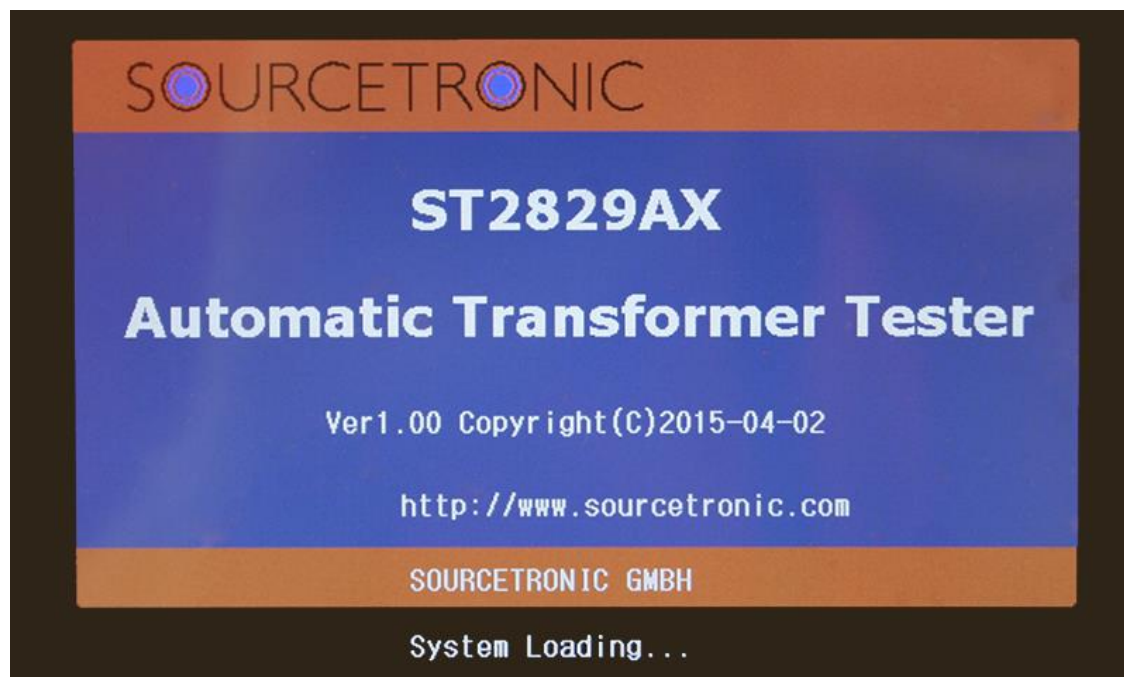 SOURCETRONIC
ST2829AX
Automatic Transformer Tester
Ver1.00 Copyright(C)2015-04-02
http://www.sourcetronic.com
SOURCETRONIC GMBH
System Loading...